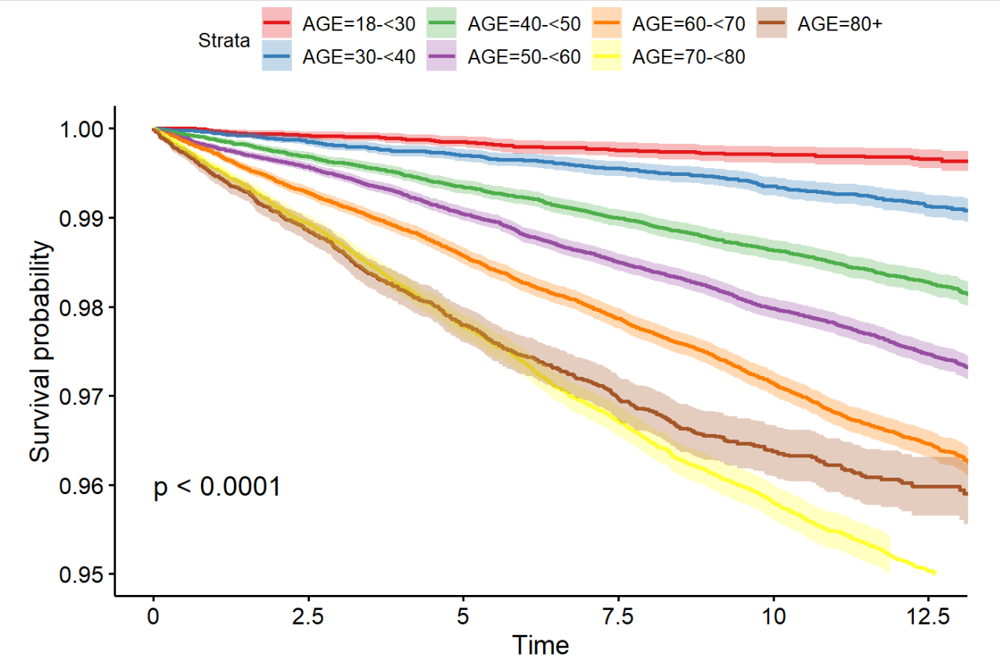 Strata
AGE=18-<30 AGE=40-<50 AGE=60-<70 AGE=80+
AGE=30-<40 AGE=50-<60 AGE=70-<80
Survival probability
1.00
0.99
0.98
0.97
0.96
0.95
p < 0.0001
0 2.5 5 7.5 10 12.5
Time